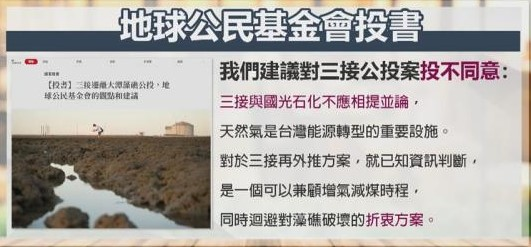 地球公民基金會投書
【投書】三接遷離大潭藻礁公投,地
球公民基金會的觀點和建議
我們建議對三接公投案投不同意:
三接與國光石化不應相提並論,
天然氣是台灣能源轉型的重要設施。
對於三接再外推方案,就已知資訊判斷,
是一個可以兼顧增氣減煤時程,
同時迴避對藻礁破壞的折衷方案。